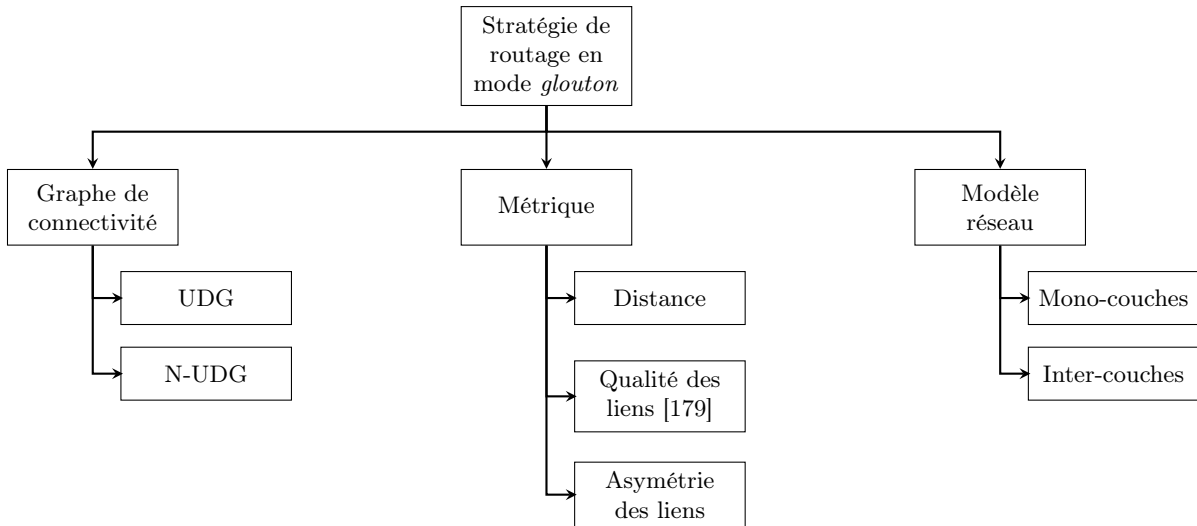 Stratégie de
routage en
mode glouton
Graphe de
connectivité
Métrique
Modèle
réseau
UDG
N-UDG
Distance
Qualité des
liens [179]
Asymétrie
des liens
Mono-couches
Inter-couches